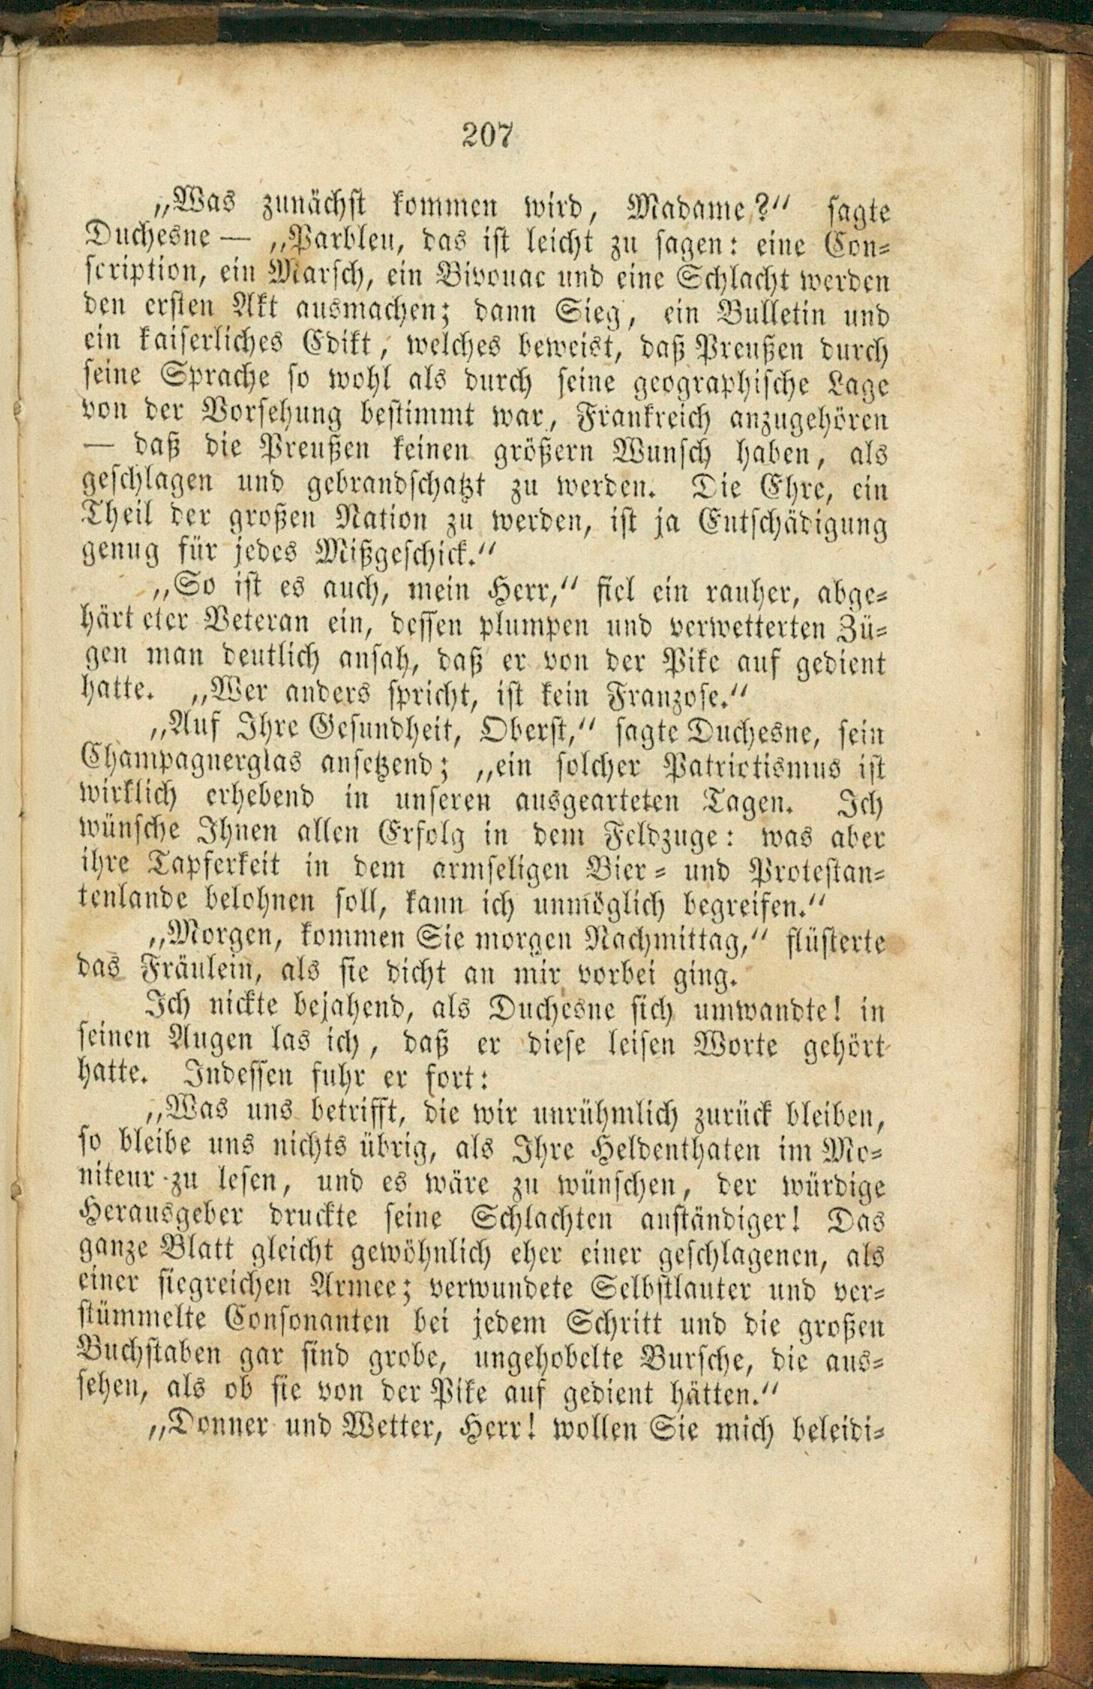 207
„Was zunächst kommen wird, Madame?“ sagte
Duchesne — „Parbleu, das ist leicht zu sagen: eine Con-
scription, ein Marsch, ein Bivouac und eine Schlacht werden
den ersten Akt ausmachen; dann Sieg, ein Bulletin und
ein kaiserliches Edikt, welches beweist, daß Preußen durch
seine Sprache so wohl als durch seine geographische Lage
von der Vorsehung bestimmt war, Frankreich anzugehören
— daß die Preußen keinen größern Wunsch haben, als
geschlagen und gebrandschatzt zu werden. Die Ehre, ein
Theil der großen Nation zu werden, ist ja Entschädigung
genug für jedes Mißgeschick.“
„So ist es auch, mein Herr,“ fiel ein rauher, abge-
härteter Veteran ein, dessen plumpen und verwetterten Zü-
gen man deutlich ansah, daß er von der Pike auf gedient
hatte. „Wer anders spricht, ist kein Franzose.“
„Auf Ihre Gesundheit, Oberst,“ sagte Duchesne, sein
Champagnerglas ansetzend; „ein solcher Patriotismus ist
wirklich erhebend in unseren ausgearteten Tagen. Ich
wünsche Ihnen allen Erfolg in dem Feldzuge: was aber
ihre Tapferkeit in dem armseligen Bier- und Protestan-
tenlande belohnen soll, kann ich unmöglich begreifen.“
„Morgen, kommen Sie morgen Nachmittag,“ flüsterte
das Fräulein, als sie dicht an mir vorbei ging.
Ich nickte bejahend, als Duchesne sich umwandte! in
seinen Augen las ich, daß er diese leisen Worte gehört
hatte. Indessen fuhr er fort:
„Was uns betrifft, die wir unrühmlich zurück bleiben,
so bleibe uns nichts übrig, als Ihre Heldenthaten im Mo-
niteur zu lesen, und es wäre zu wünschen, der würdige
Herausgeber druckte seine Schlachten anständiger! Das
ganze Blatt gleicht gewöhnlich eher einer geschlagenen, als
einer siegreichen Armee; verwundete Selbstlauter und ver-
stümmelte Consonanten bei jedem Schritt und die großen
Buchstaben gar sind grobe, ungehobelte Bursche, die aus-
sehen, als ob sie von der Pike auf gedient hätten.“
„Donner und Wetter, Herr! wollen Sie mich beleidi-